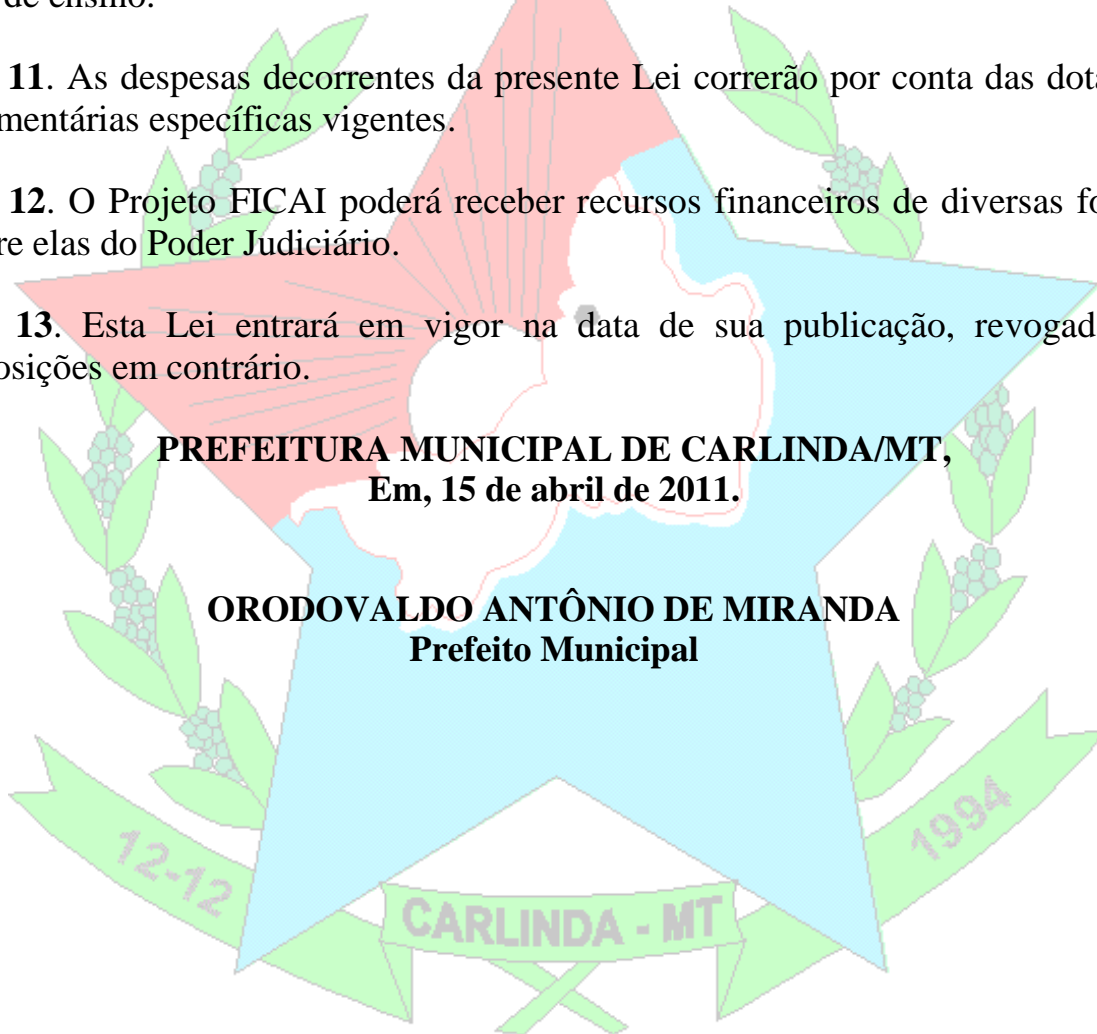 de ensino.
11. As despesas decorrentes da presente Lei correrão por conta das dota
mentárias específicas vigentes.
12. O Projeto FICAI poderá receber recursos financeiros de diversas fo
re elas do Poder Judiciário.
13. Esta Lei entrará em vigor na data de sua publicação, revogad
osições em contrário.
PREFEITURA MUNICIPAL DE CARLINDA/MT,
Em, 15 de abril de 2011.
ORODOVALDO ANTÔNIO DE MIRANDA
Prefeito Municipal
12-12
CARLINDA - MT
1994